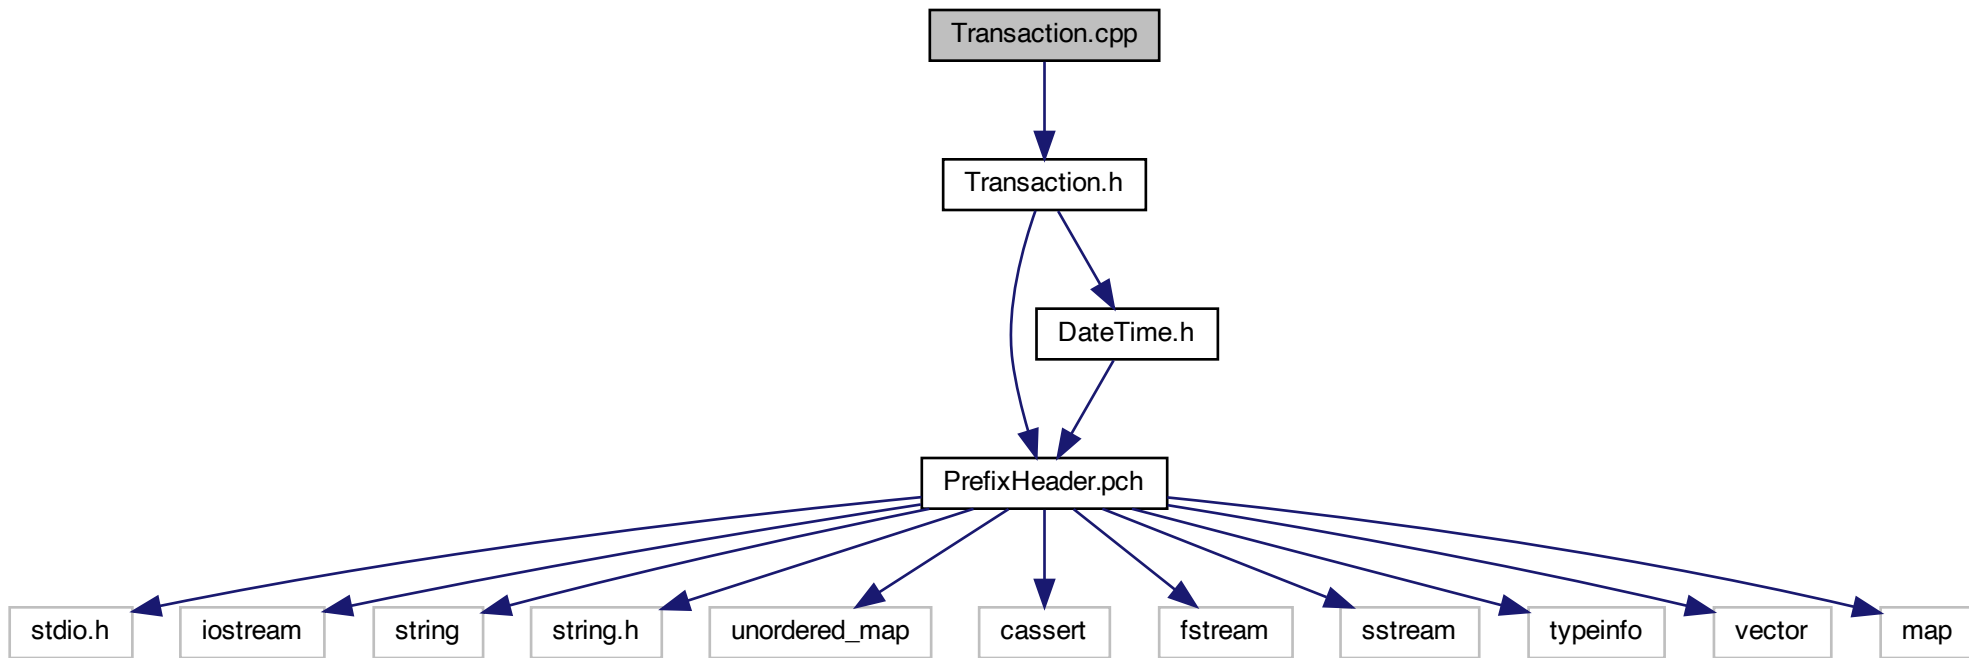 Transaction.cpp
Transaction.h
DateTime.h
PrefixHeader.pch
stdio.h
iostream
string
string.h
unordered_map
cassert
fstream
sstream
typeinfo
vector
map